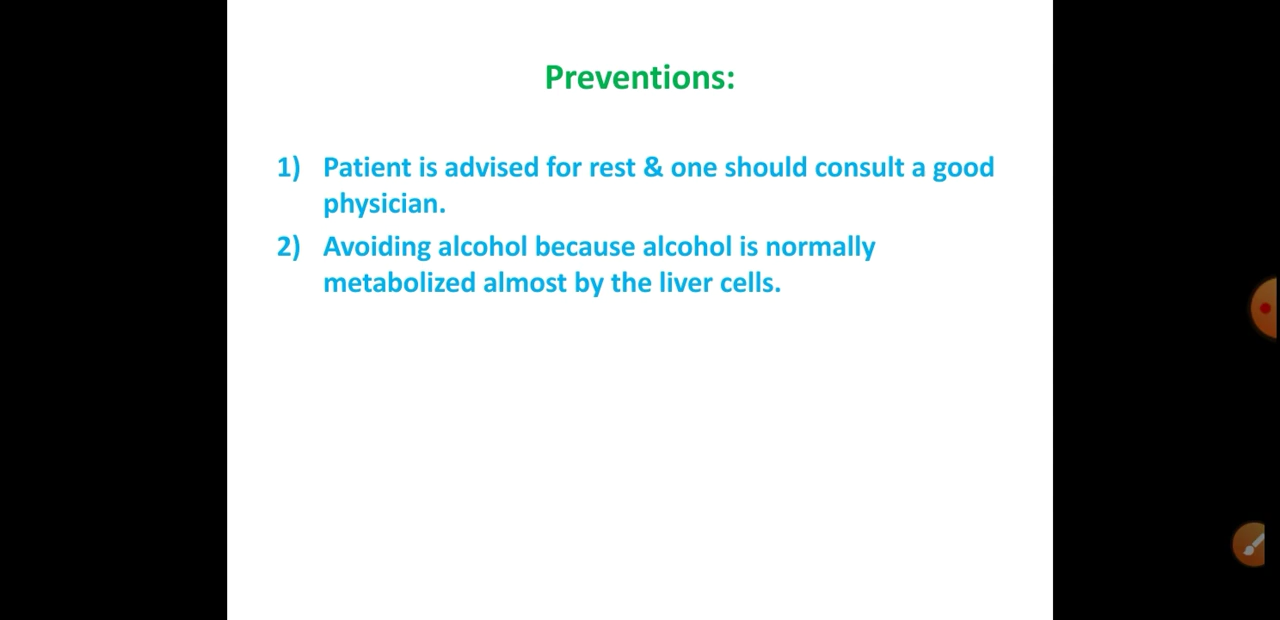 Preventions:
1) Patient is advised for rest & one should consult a good
physician.
2) Avoiding alcohol because alcohol is normally
metabolized almost by the liver cells.